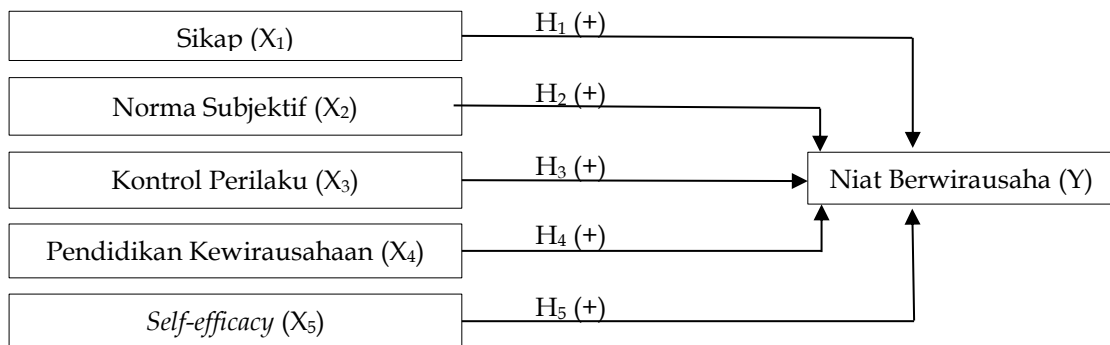 Sikap (X₁)
H₁ (+)
Norma Subjektif (X₂)
H₂ (+)
Kontrol Perilaku (X₃)
H₃ (+)
Niat Berwirausaha (Y)
Pendidikan Kewirausahaan (X₄)
H₄ (+)
Self-efficacy (X₅)
H₅ (+)